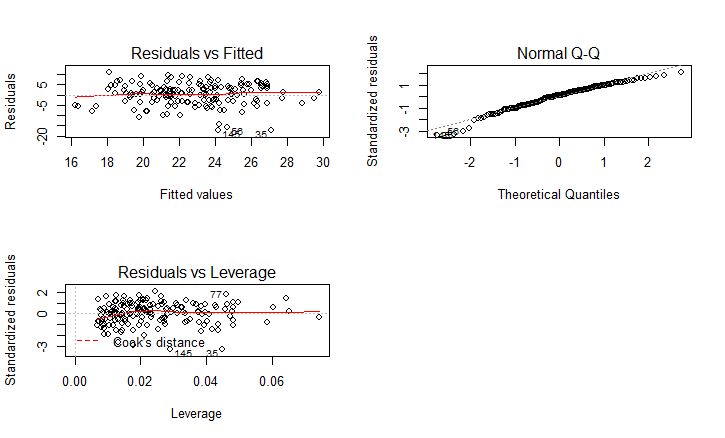 Residuals vs Fitted
Residuals
5
-5
-20
56
145
35
16 18 20 22 24 26 28 30
Fitted values
Normal Q-Q
Standardized residuals
1
-1
-3
56
-3 -2 -1 0 1 2
Theoretical Quantiles
Residuals vs Leverage
Standardized residuals
2
0
-3
77
Cook's distance
145
35
0.00 0.02 0.04 0.06
Leverage